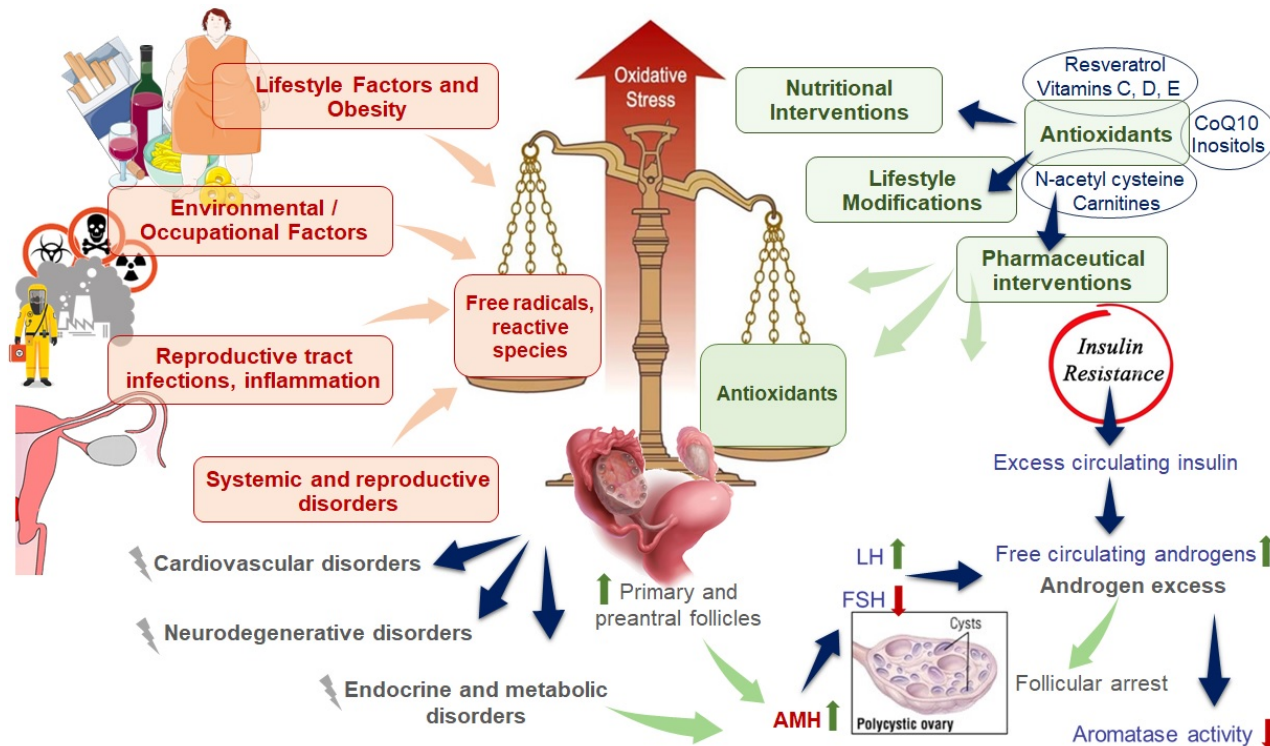 Lifestyle Factors and
Obesity
Environmental /
Occupational Factors
Reproductive tract
infections, inflammation
Systemic and reproductive
disorders
Cardiovascular disorders
Neurodegenerative disorders
Endocrine and metabolic
disorders
Oxidative
Stress
Free radicals,
reactive
species
Antioxidants
Primary and
preantral follicles
AMH
LH
FSH
Cysts
Polycystic ovary
Nutritional
Interventions
Lifestyle
Modifications
Pharmaceutical
interventions
Resveratrol
Vitamins C, D, E
Antioxidants
CoQ10
Inositols
N-acetyl cysteine
Carnitines
Insulin
Resistance
Excess circulating insulin
Free circulating androgens
Androgen excess
Follicular arrest
Aromatase activity